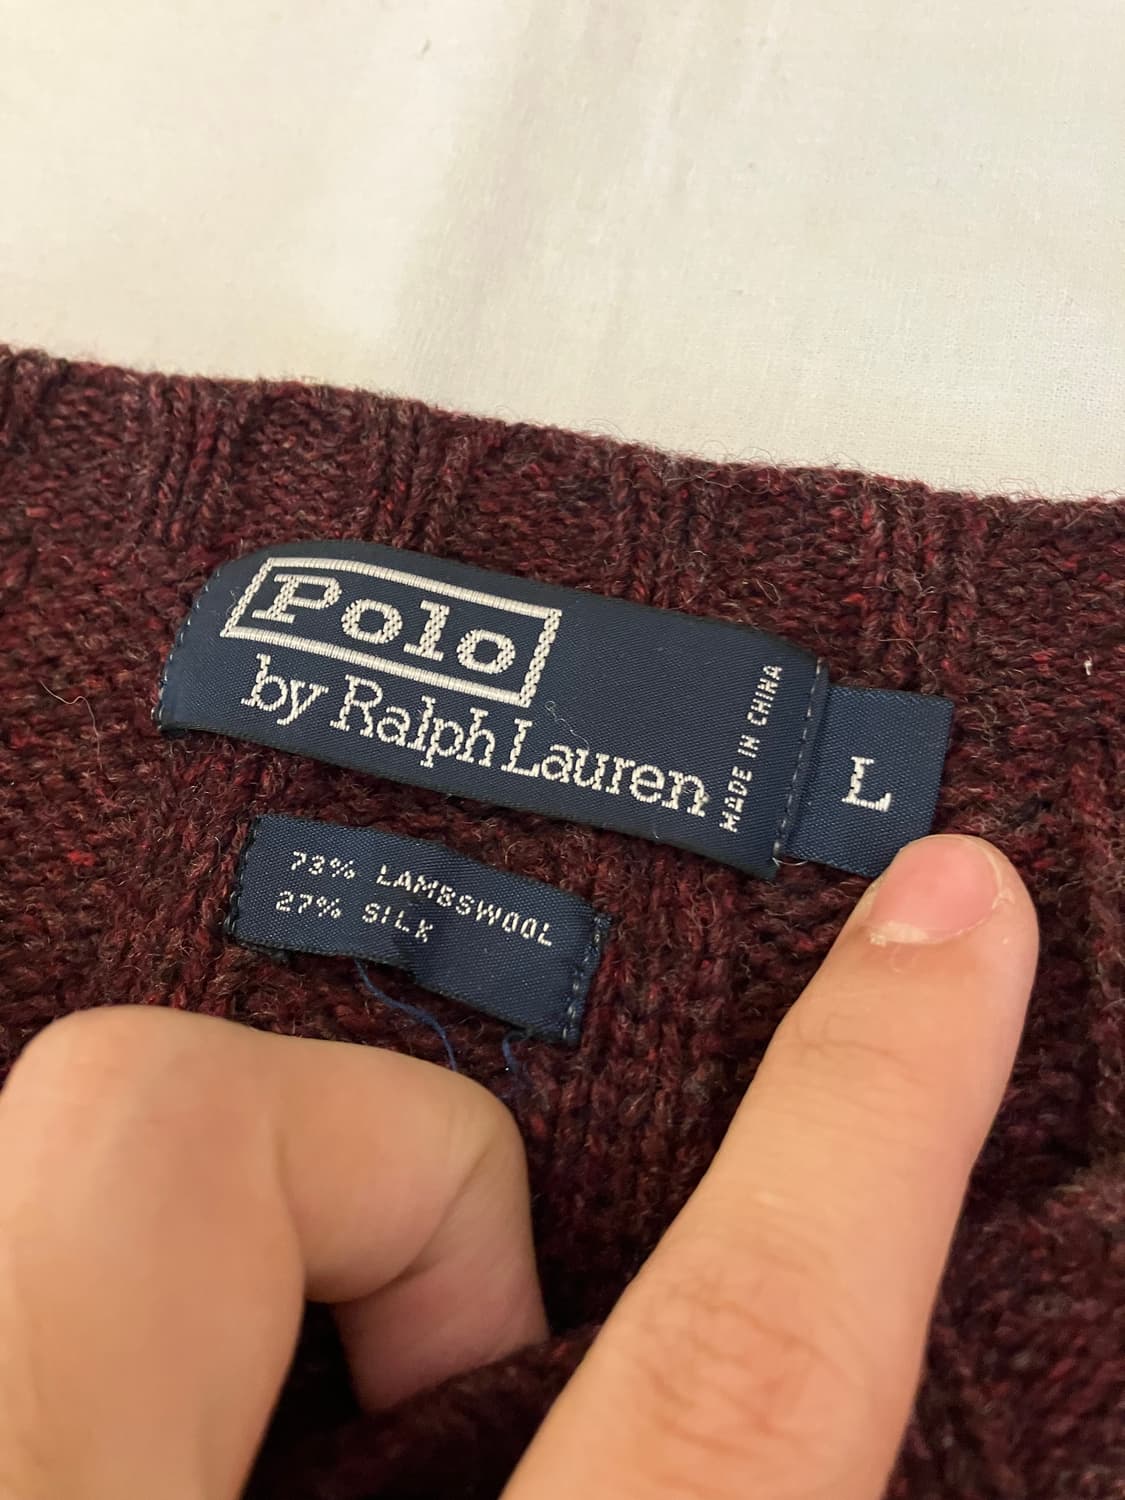 Polo
by Ralph Lauren
MADE IN CHINA
L
73% LAMBSWOOL
27% SILK